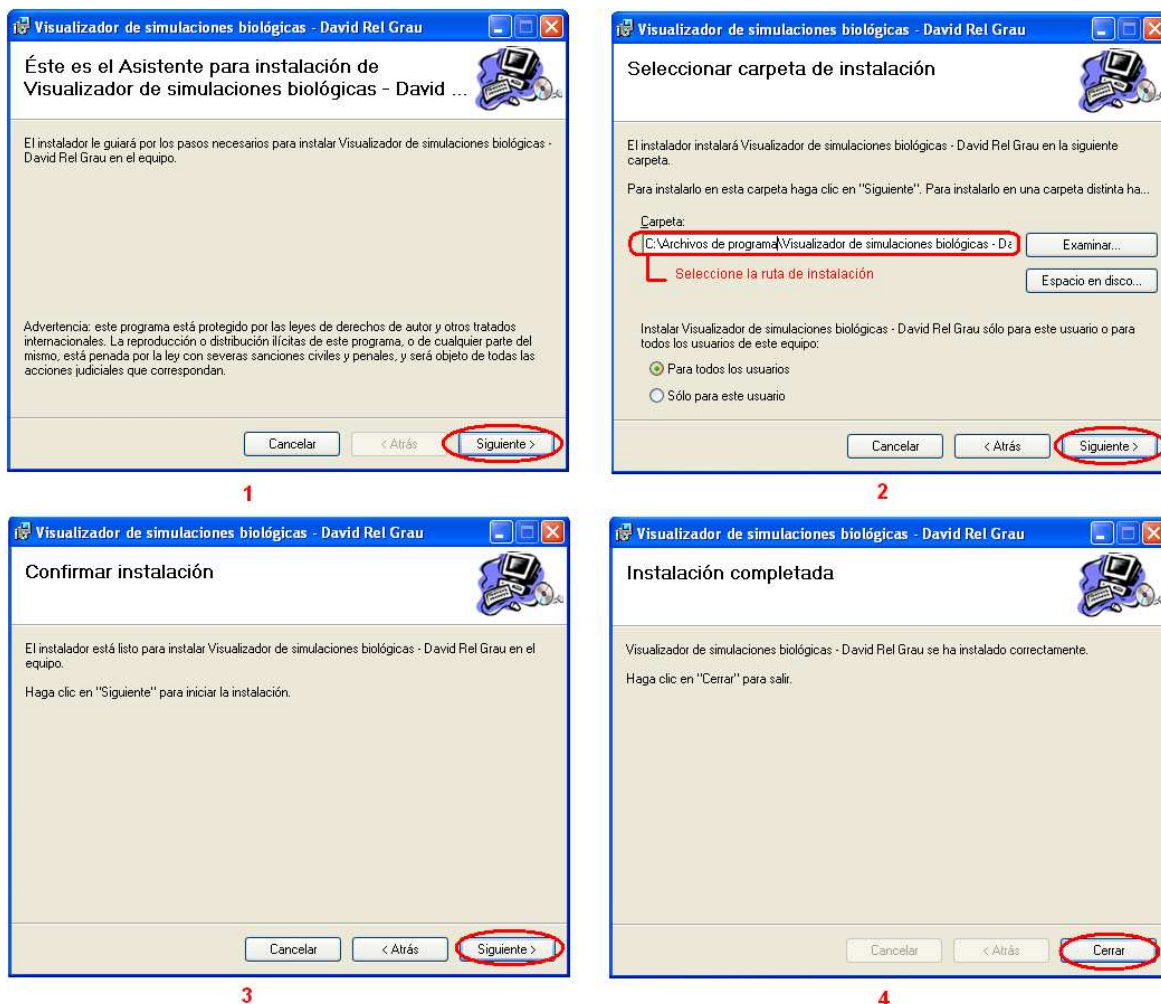 Visualizador de simulaciones biológicas - David Rel Grau
Éste es el Asistente para instalación de
Visualizador de simulaciones biológicas - David ...
El instalador le guiará por los pasos necesarios para instalar Visualizador de simulaciones biológicas -
David Rel Grau en el equipo.
Advertencia: este programa está protegido por las leyes de derechos de autor y otros tratados
internacionales. La reproducción o distribución ilícitas de este programa, o de cualquier parte del
mismo, está penada por la ley con severas sanciones civiles y penales, y será objeto de todas las
acciones judiciales que correspondan.
Cancelar < Atrás Siguiente >
1
Visualizador de simulaciones biológicas - David Rel Grau
Seleccionar carpeta de instalación
El instalador instalará Visualizador de simulaciones biológicas - David Rel Grau en la siguiente
carpeta.
Para instalarlo en esta carpeta haga clic en "Siguiente". Para instalarlo en una carpeta distinta ha...
Carpeta:
C:\Archivos de programa\Visualizador de simulaciones biológicas - Da Examinar...
Seleccione la ruta de instalación
Espacio en disco...
Instalar Visualizador de simulaciones biológicas - David Rel Grau sólo para este usuario o para
todos los usuarios de este equipo:
Para todos los usuarios
Sólo para este usuario
Cancelar < Atrás Siguiente >
2
Visualizador de simulaciones biológicas - David Rel Grau
Confirmar instalación
El instalador está listo para instalar Visualizador de simulaciones biológicas - David Rel Grau en el
equipo.
Haga clic en "Siguiente" para iniciar la instalación.
Cancelar < Atrás Siguiente >
3
Visualizador de simulaciones biológicas - David Rel Grau
Instalación completada
Visualizador de simulaciones biológicas - David Rel Grau se ha instalado correctamente.
Haga clic en "Cerrar" para salir.
Cancelar < Atrás Cerrar
4